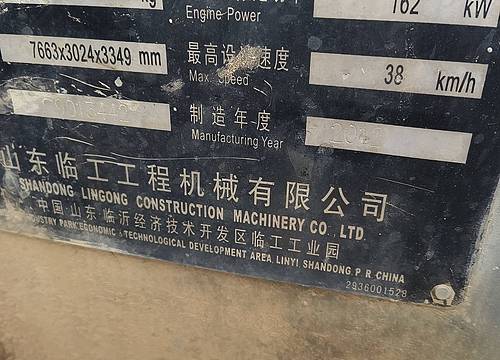 kg
Engine Power 162 kW
7663x3024x3349 mm
最高设计速度
Max. Speed 38 km/h
制造年度
Manufacturing Year
山东临工工程机械有限公司
SHANDONG LINGONG CONSTRUCTION MACHINERY CO., LTD
中国山东临沂经济技术开发区临工工业园
INDUSTRY PARK ECONOMIC & TECHNOLOGICAL DEVELOPMENT AREA, LINYI SHANDONG, P. R. CHINA
2936001528